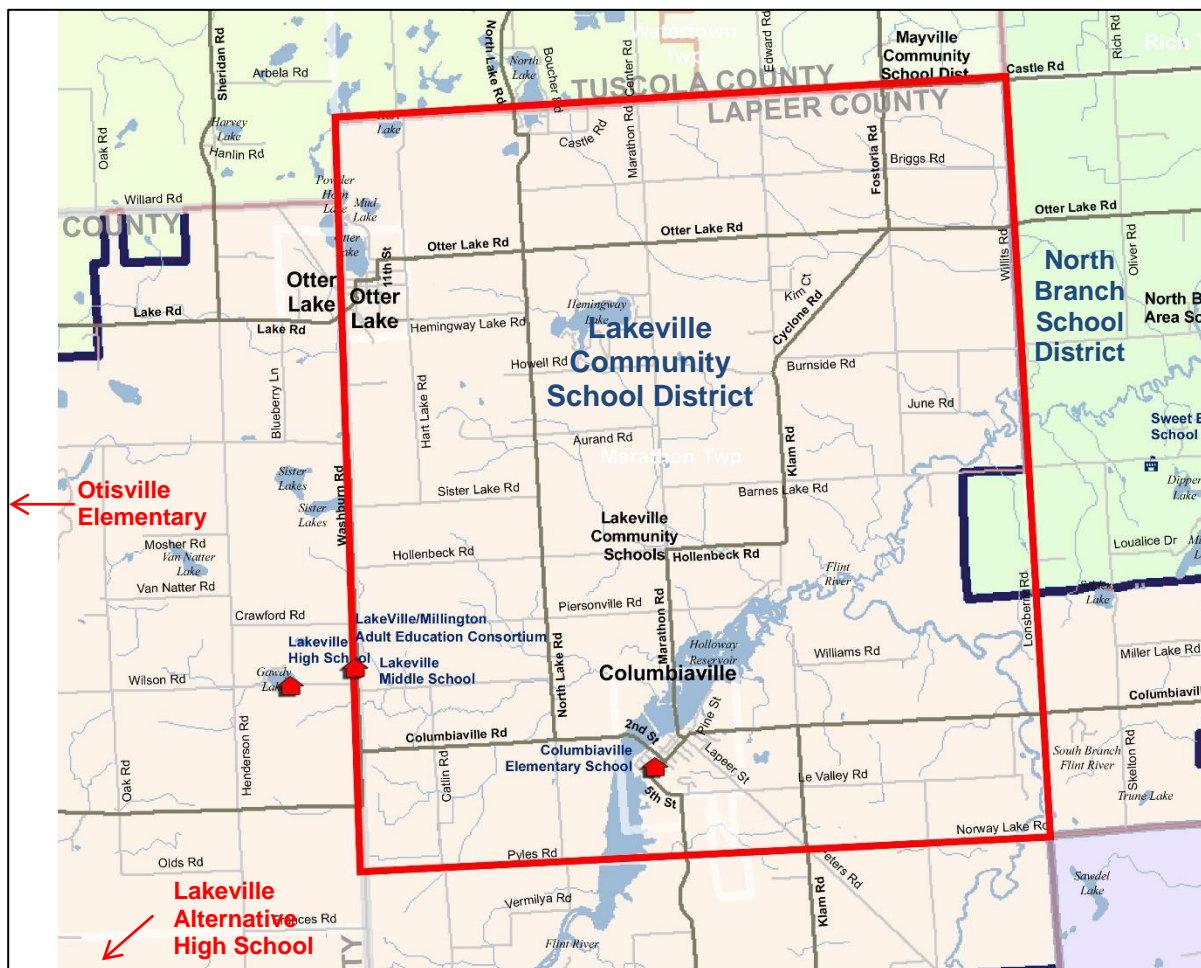 Watertown
Twp
Mayville
Community
School Dist.
TUSCOLA COUNTY
LAPEER COUNTY
Castle Rd
Edward Rd
Center Rd
Rich Rd
Sheridan Rd
Arbela Rd
North Lake Rd
North
Lake
Boucher Rd
Castle Rd
Marathon Rd
Fostoria Rd
Briggs Rd
Oak Rd
Harvey
Lake
Hanlin Rd
Willard Rd
COUNTY
Mud
Lake
Otter Lake Rd
Otter Lake Rd
Otter Lake Rd
11th St
Otter
Lake
Otter
Lake
Willits Rd
Oliver Rd
North
Branch
School
District
Lake Rd
Lake Rd
Hemingway Lake Rd
Hemingway
Lake
Kim Ct
Cyclone Rd
Lakeville
Community
School District
Howell Rd
Burnside Rd
Blueberry Ln
Hart Lake Rd
June Rd
Aurand Rd
Marathon Twp
Klam Rd
Otisville
Elementary
Sister
Lakes
Sister
Lakes
Washburn Rd
Sister Lake Rd
Barnes Lake Rd
Lakeville
Community
Schools
Mosher Rd
Van Natter
Lake
Van Natter Rd
Hollenbeck Rd
Hollenbeck Rd
Loualice Dr
Flint
River
Crawford Rd
Piersonville Rd
Marathon Rd
Lonsberry Rd
LakeVille/Millington
Adult Education Consortium
Lakeville
High School
Lakeville
Middle School
Gawdy
Lake
Wilson Rd
North Lake Rd
Holloway
Reservoir
Columbiaville
Williams Rd
Miller Lake Rd
Columbiaville
Columbiaville Rd
2nd St
Pine St
Lapeer St
Columbiaville
Elementary School
5th St
Le Valley Rd
South Branch
Flint River
Trune Lake
Skelton Rd
Oak Rd
Henderson Rd
Catlin Rd
Norway Lake Rd
Olds Rd
Pyles Rd
Klam Rd
Sawdel
Lake
Lakeville
Alternative
High School
Vermilya Rd
Flint River